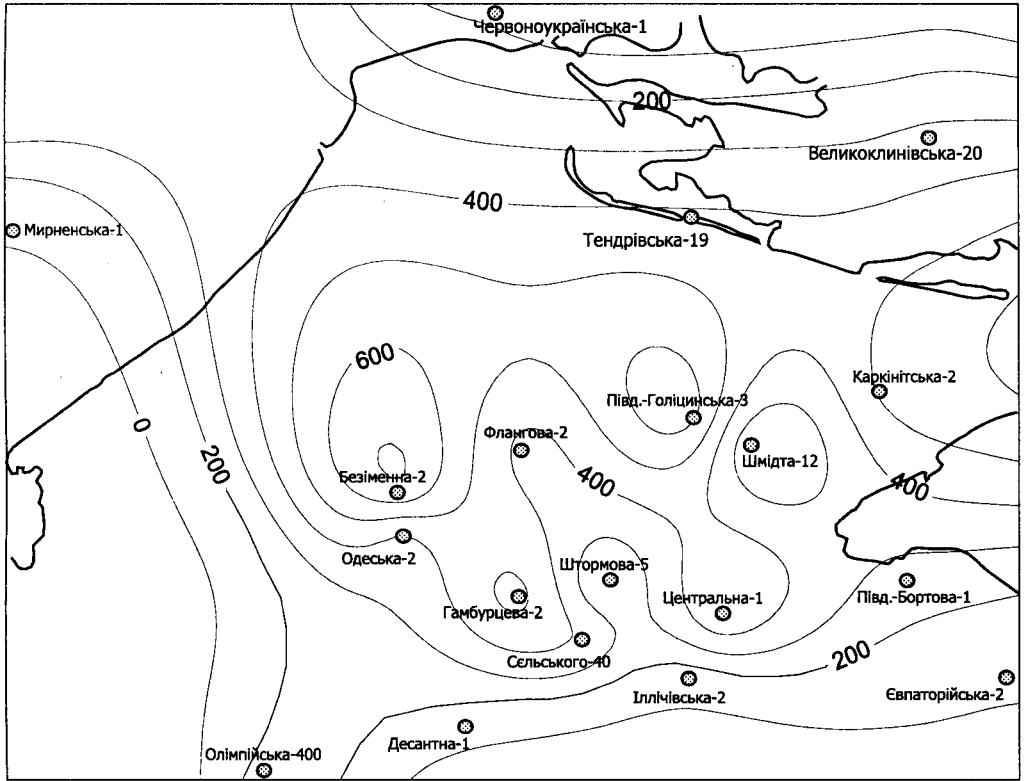 Червоноукраїнська-1
200
Великоклинівська-20
400
Мирненська-1
Тендрівська-19
600
Каркінітська-2
Півд.-Голіцинська-3
0
Флангова-2
200
Шмідта-12
Безіменна-2
400
400
Одеська-2
Штормова-5
Гамбурцева-2
Центральна-1
Півд.-Бортова-1
Сєльського-40
200
Іллічівська-2
Євпаторійська-2
Десантна-1
Олімпійська-400